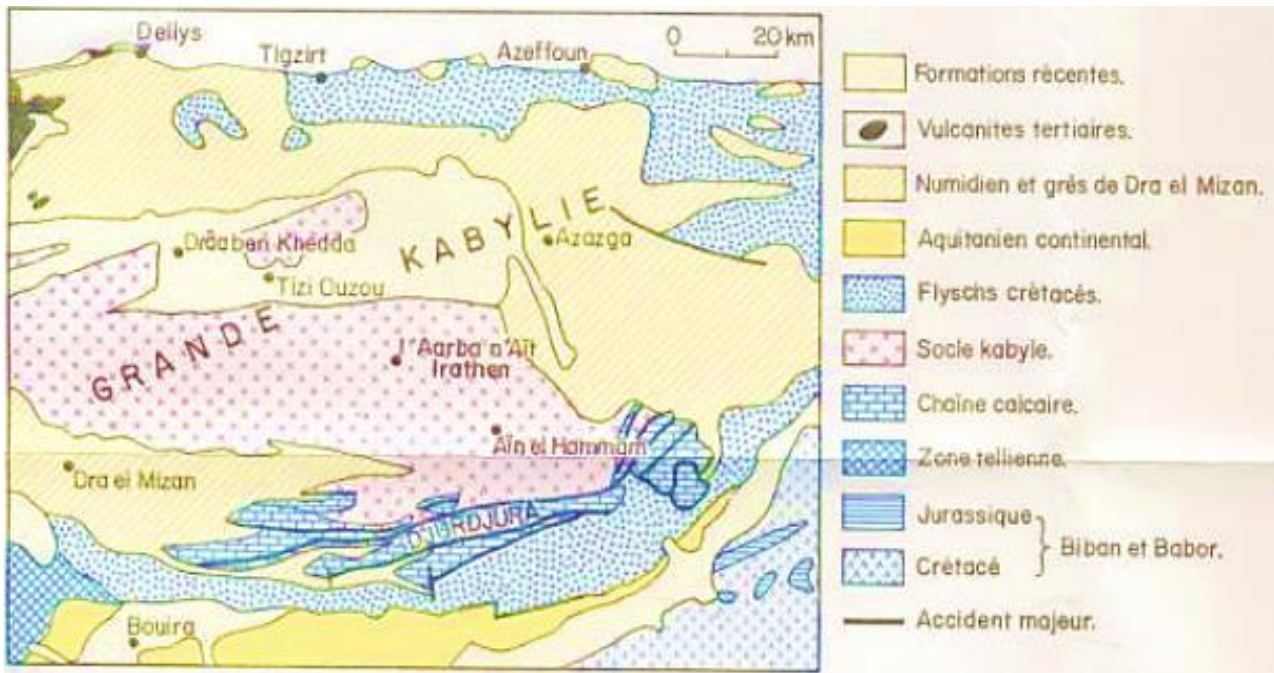 Dellys
Tigzirt
Azeffoun
0 20 km
Drâaben Khedda
KABYLIE
Azazga
Tizi Ouzou
GRANDE
l'Aarba n'Aït
Irathen
Aïn el Hammam
Dra el Mizan
DJURDJURA
Bouira
Formations récentes.
Vulcanites tertiaires.
Numidien et grès de Dra el Mizan.
Aquitanien continental.
Flyschs crétacés.
Socle kabyle.
Chaîne calcaire.
Zone tellienne.
Jurassique
Crétacé
Biban et Babor.
Accident majeur.